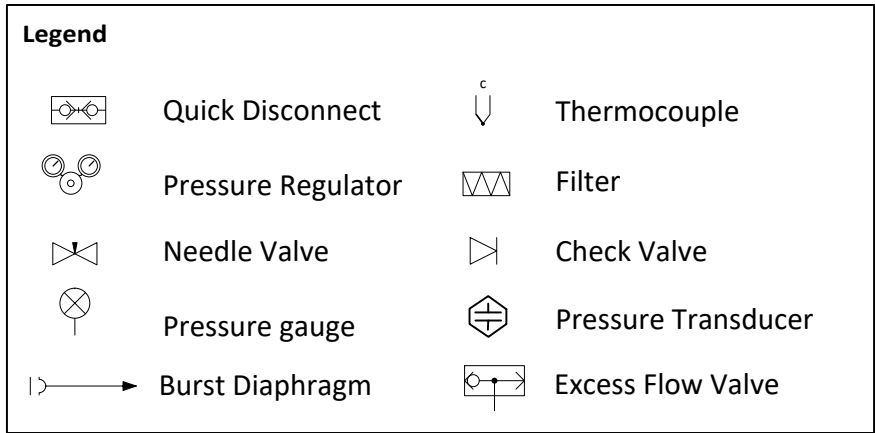 Legend
Quick Disconnect
c
Thermocouple
Pressure Regulator
Filter
Needle Valve
Check Valve
Pressure gauge
Pressure Transducer
Burst Diaphragm
Excess Flow Valve